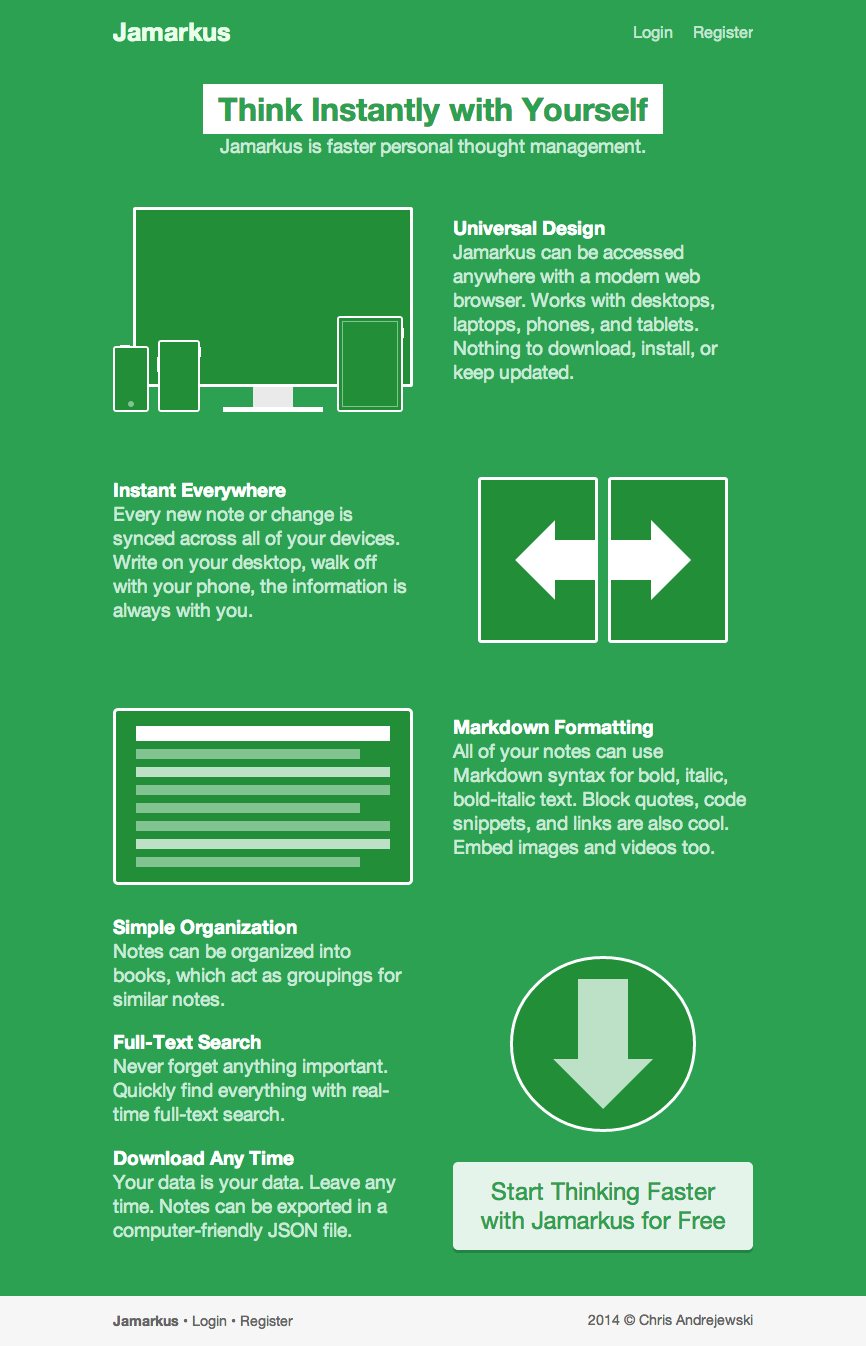 Jamarkus
Login Register
Think Instantly with Yourself
Jamarkus is faster personal thought management.
Universal Design
Jamarkus can be accessed
anywhere with a modern web
browser. Works with desktops,
laptops, phones, and tablets.
Nothing to download, install, or
keep updated.
Instant Everywhere
Every new note or change is
synced across all of your devices.
Write on your desktop, walk off
with your phone, the information is
always with you.
Markdown Formatting
All of your notes can use
Markdown syntax for bold, italic,
bold-italic text. Block quotes, code
snippets, and links are also cool.
Embed images and videos too.
Simple Organization
Notes can be organized into
books, which act as groupings for
similar notes.
Full-Text Search
Never forget anything important.
Quickly find everything with real-
time full-text search.
Download Any Time
Your data is your data. Leave any
time. Notes can be exported in a
computer-friendly JSON file.
Start Thinking Faster
with Jamarkus for Free
Jamarkus • Login • Register
2014 © Chris Andrejewski